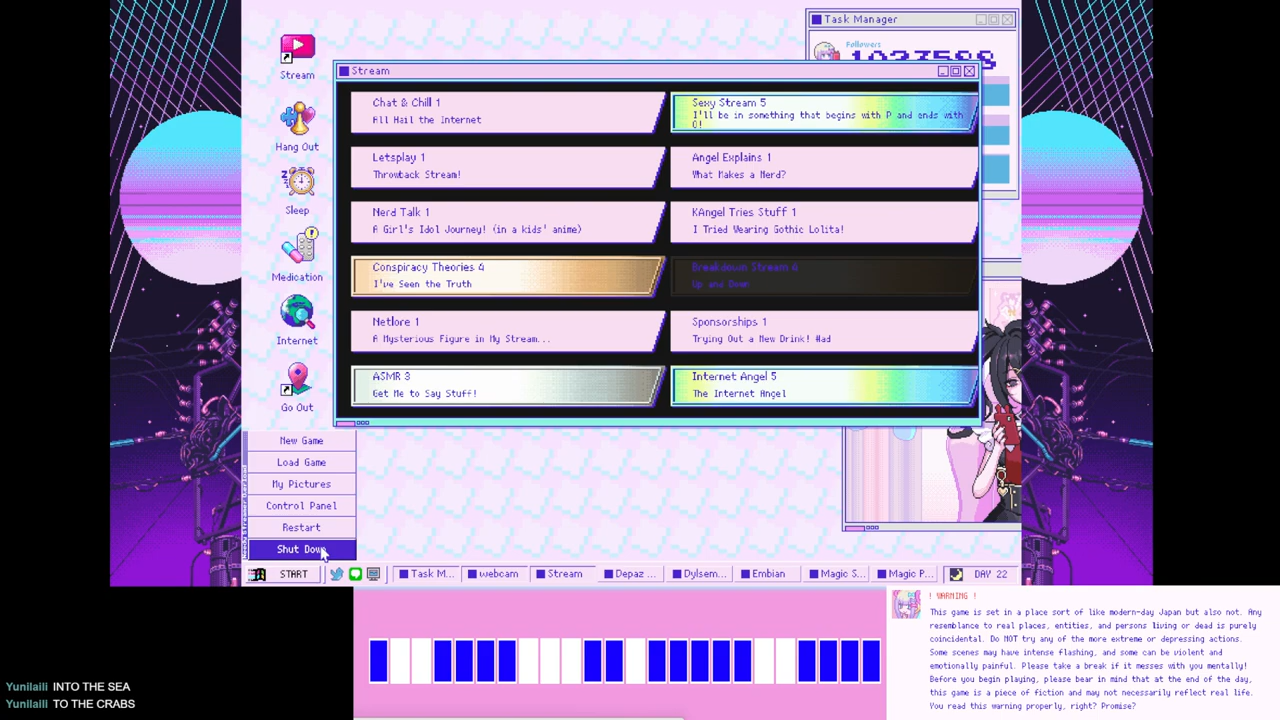 Stream
Hang Out
Sleep
Medication
Internet
Go Out
Task Manager
Followers
1037588
Stream
Chat & Chill 1
All Hail the Internet
Sexy Stream 5
I'll be in something that begins with P and ends with O!
Letsplay 1
Throwback Stream!
Angel Explains 1
What Makes a Nerd?
Nerd Talk 1
A Girl's Idol Journey! (in a kids' anime)
KAngel Tries Stuff 1
I Tried Wearing Gothic Lolita!
Conspiracy Theories 4
I've Seen the Truth
Breakdown Stream 4
Up and Down
Netlore 1
A Mysterious Figure in My Stream...
Sponsorships 1
Trying Out a New Drink! #ad
ASMR 3
Get Me to Say Stuff!
Internet Angel 5
The Internet Angel
New Game
Load Game
My Pictures
Control Panel
Restart
Shut Down
START
Task M...
webcam
Stream
Depaz ...
Dylsem...
Embian
Magic S...
Magic P...
DAY 22
Yunilaili INTO THE SEA
Yunilaili TO THE CRABS
! WARNING !
This game is set in a place sort of like modern-day Japan but also not. Any
resemblance to real places, entities, and persons living or dead is purely
coincidental. Do NOT try any of the more extreme or depressing actions.
Some scenes may have intense flashing, and some can be violent and
emotionally painful. Please take a break if it messes with you mentally!
Before you begin playing, please bear in mind that at the end of the day,
this game is a piece of fiction and may not necessarily reflect real life.
You read this warning properly, right? Promise?